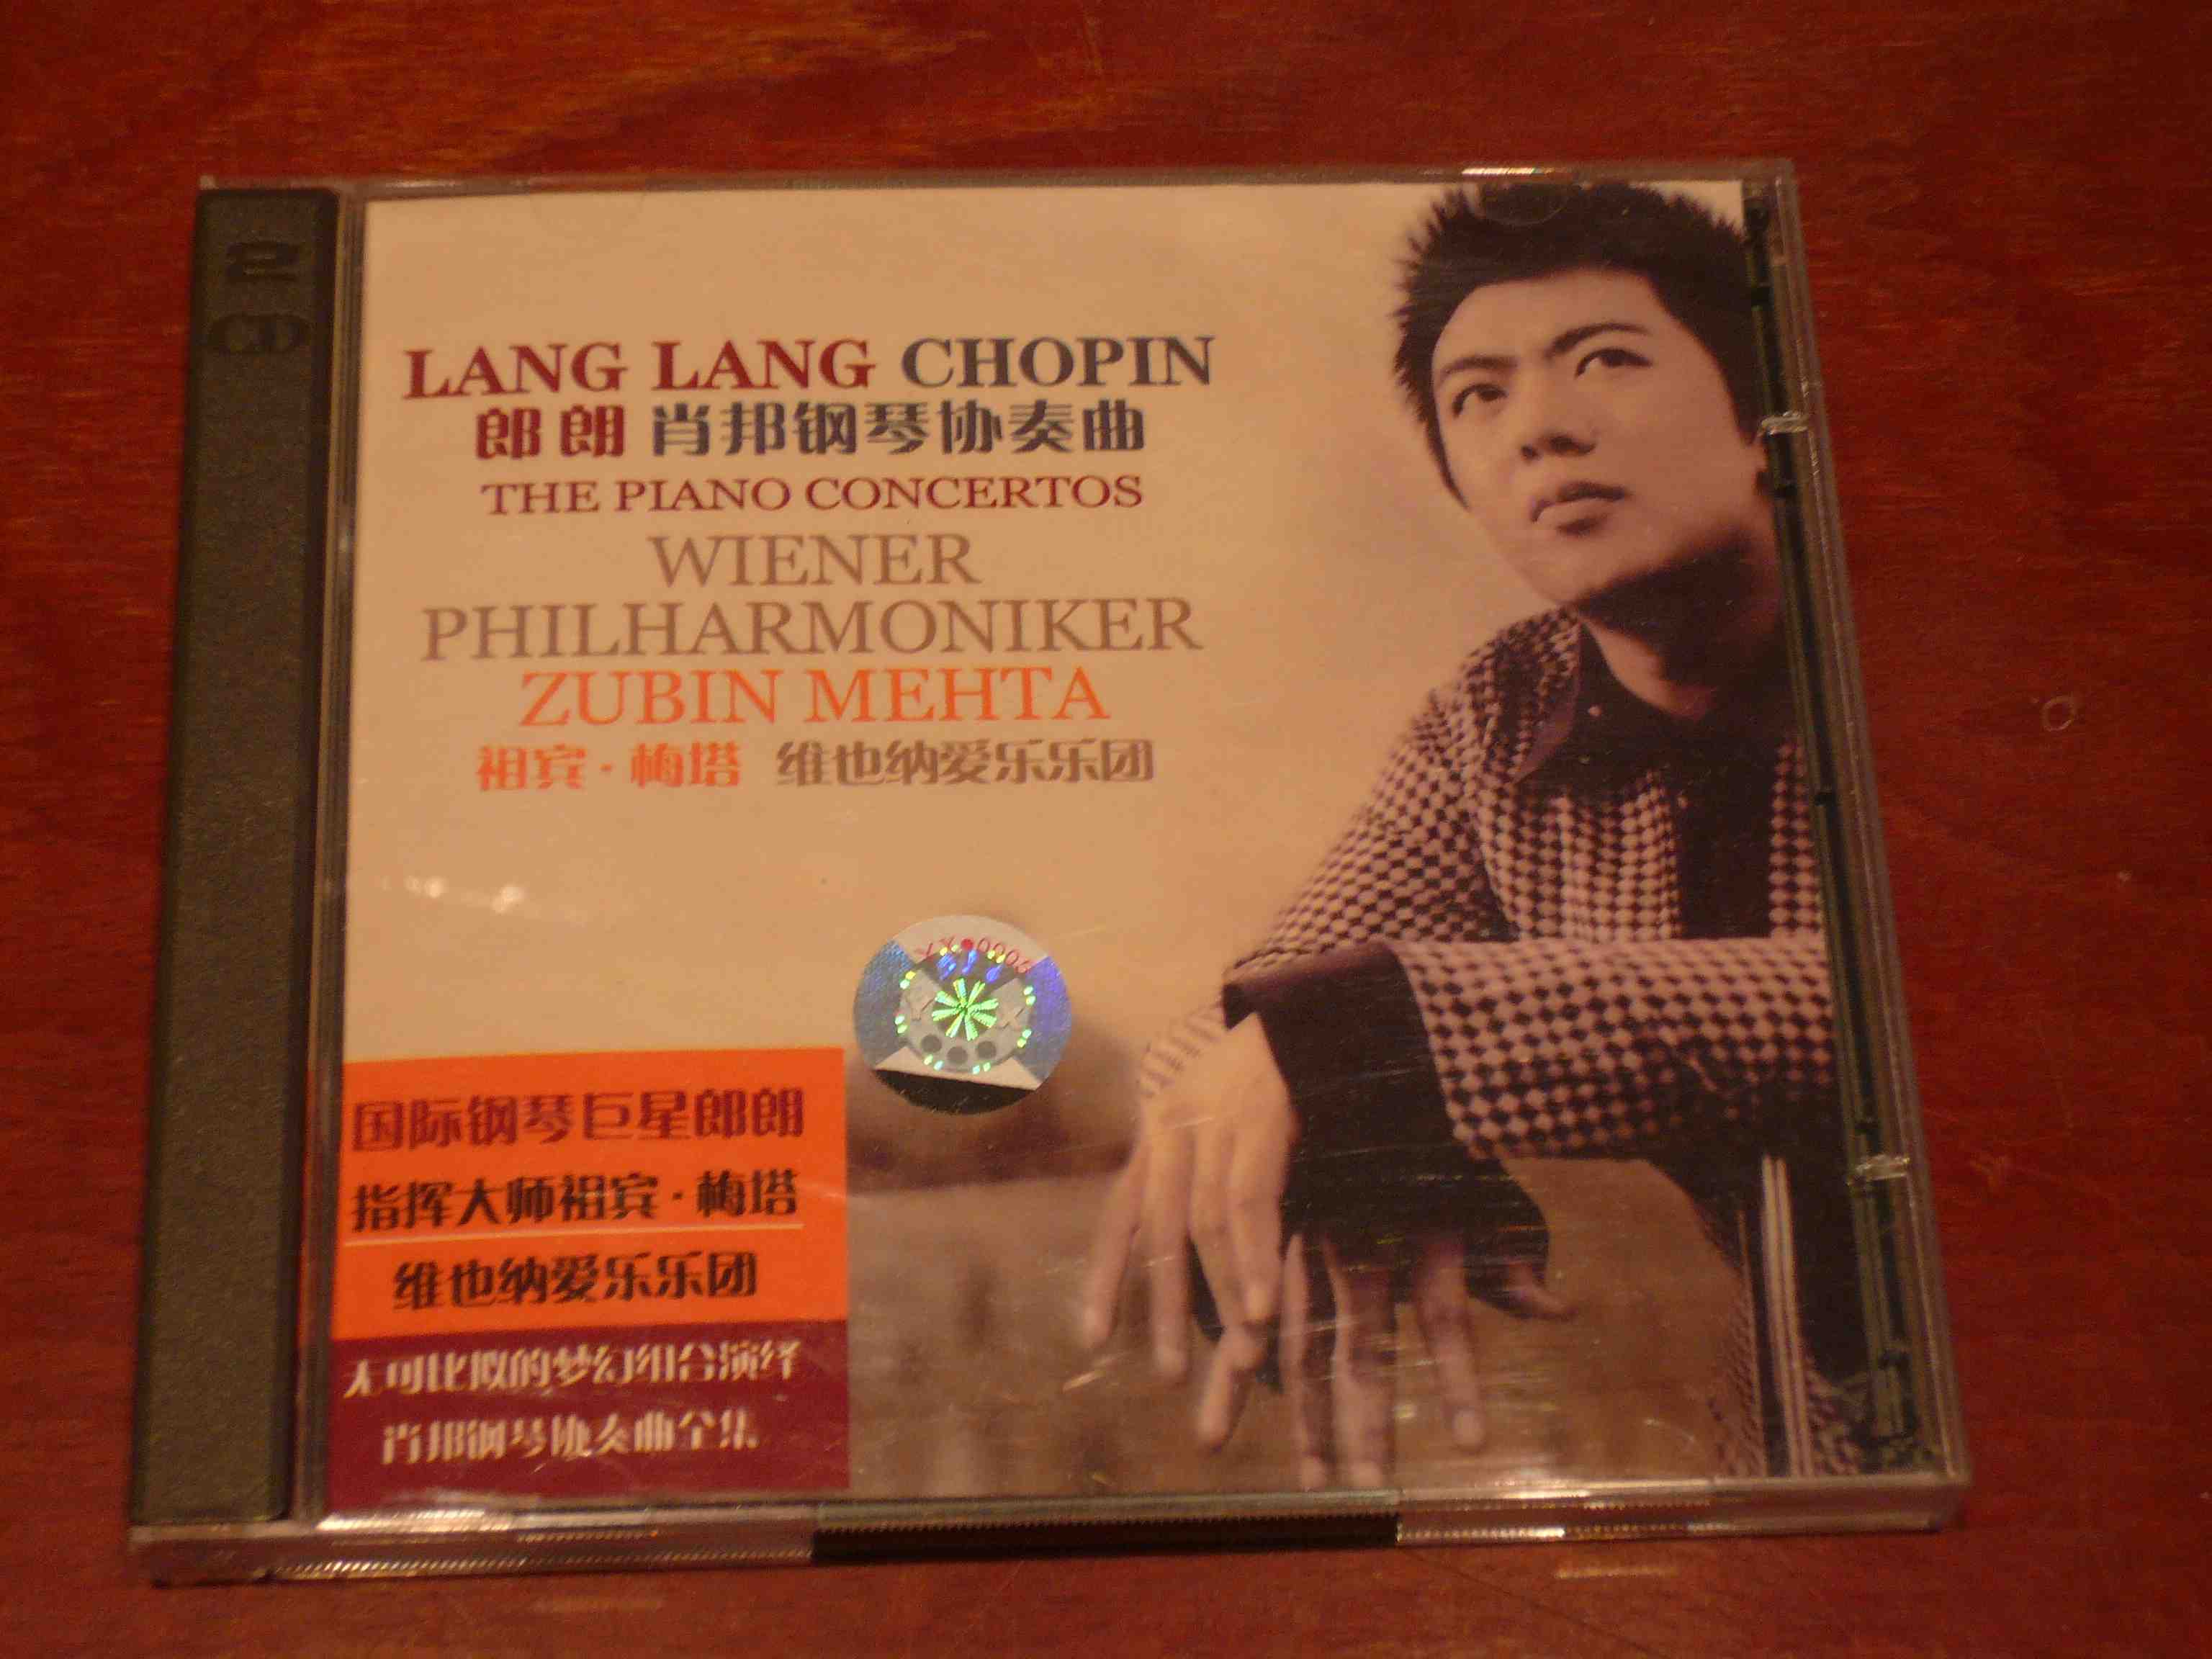 2
CD
LANG LANG CHOPIN
郎朗 肖邦钢琴协奏曲
THE PIANO CONCERTOS
WIENER
PHILHARMONIKER
ZUBIN MEHTA
祖宾·梅塔 维也纳爱乐乐团
国际钢琴巨星郎朗
指挥大师祖宾·梅塔
维也纳爱乐乐团
无可比拟的梦幻组合演绎
肖邦钢琴协奏曲全集